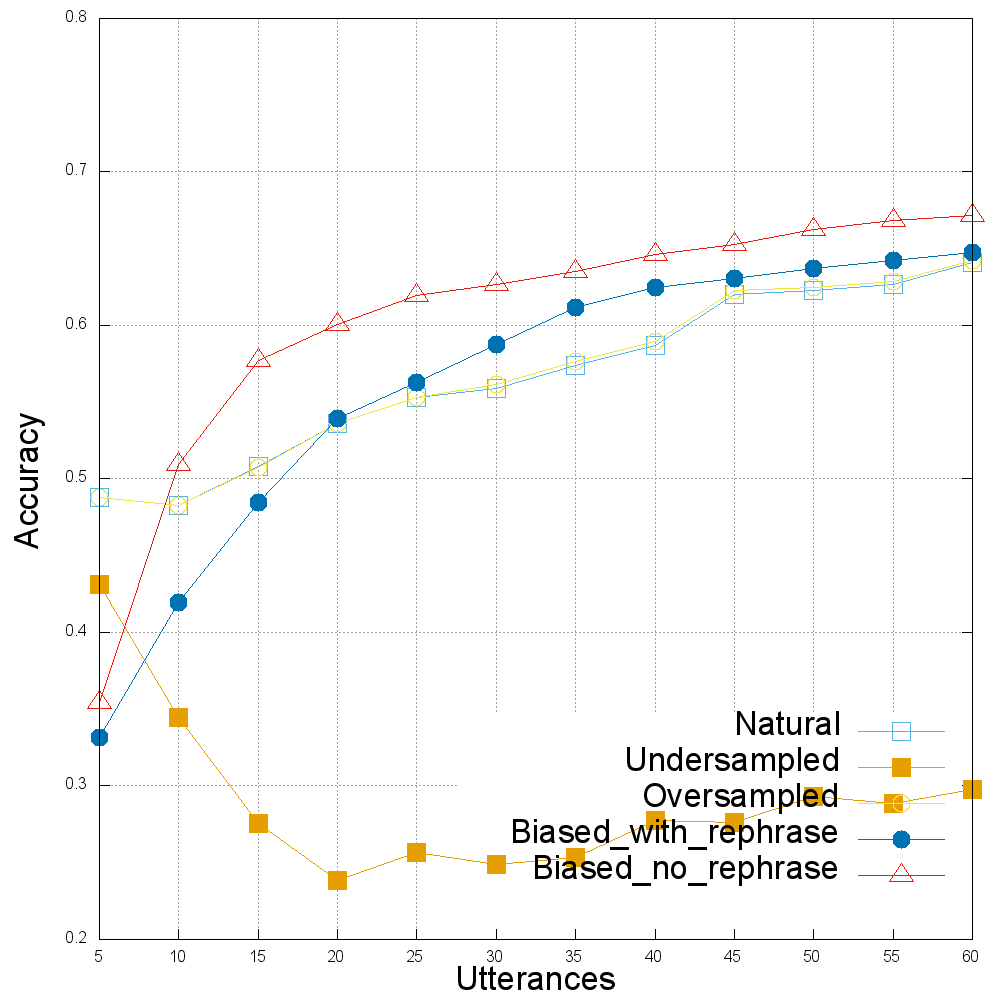 0.8
0.7
0.6
0.5
0.4
0.3
0.2
Accuracy
Natural
Undersampled
Oversampled
Biased_with_rephrase
Biased_no_rephrase
5 10 15 20 25 30 35 40 45 50 55 60
Utterances